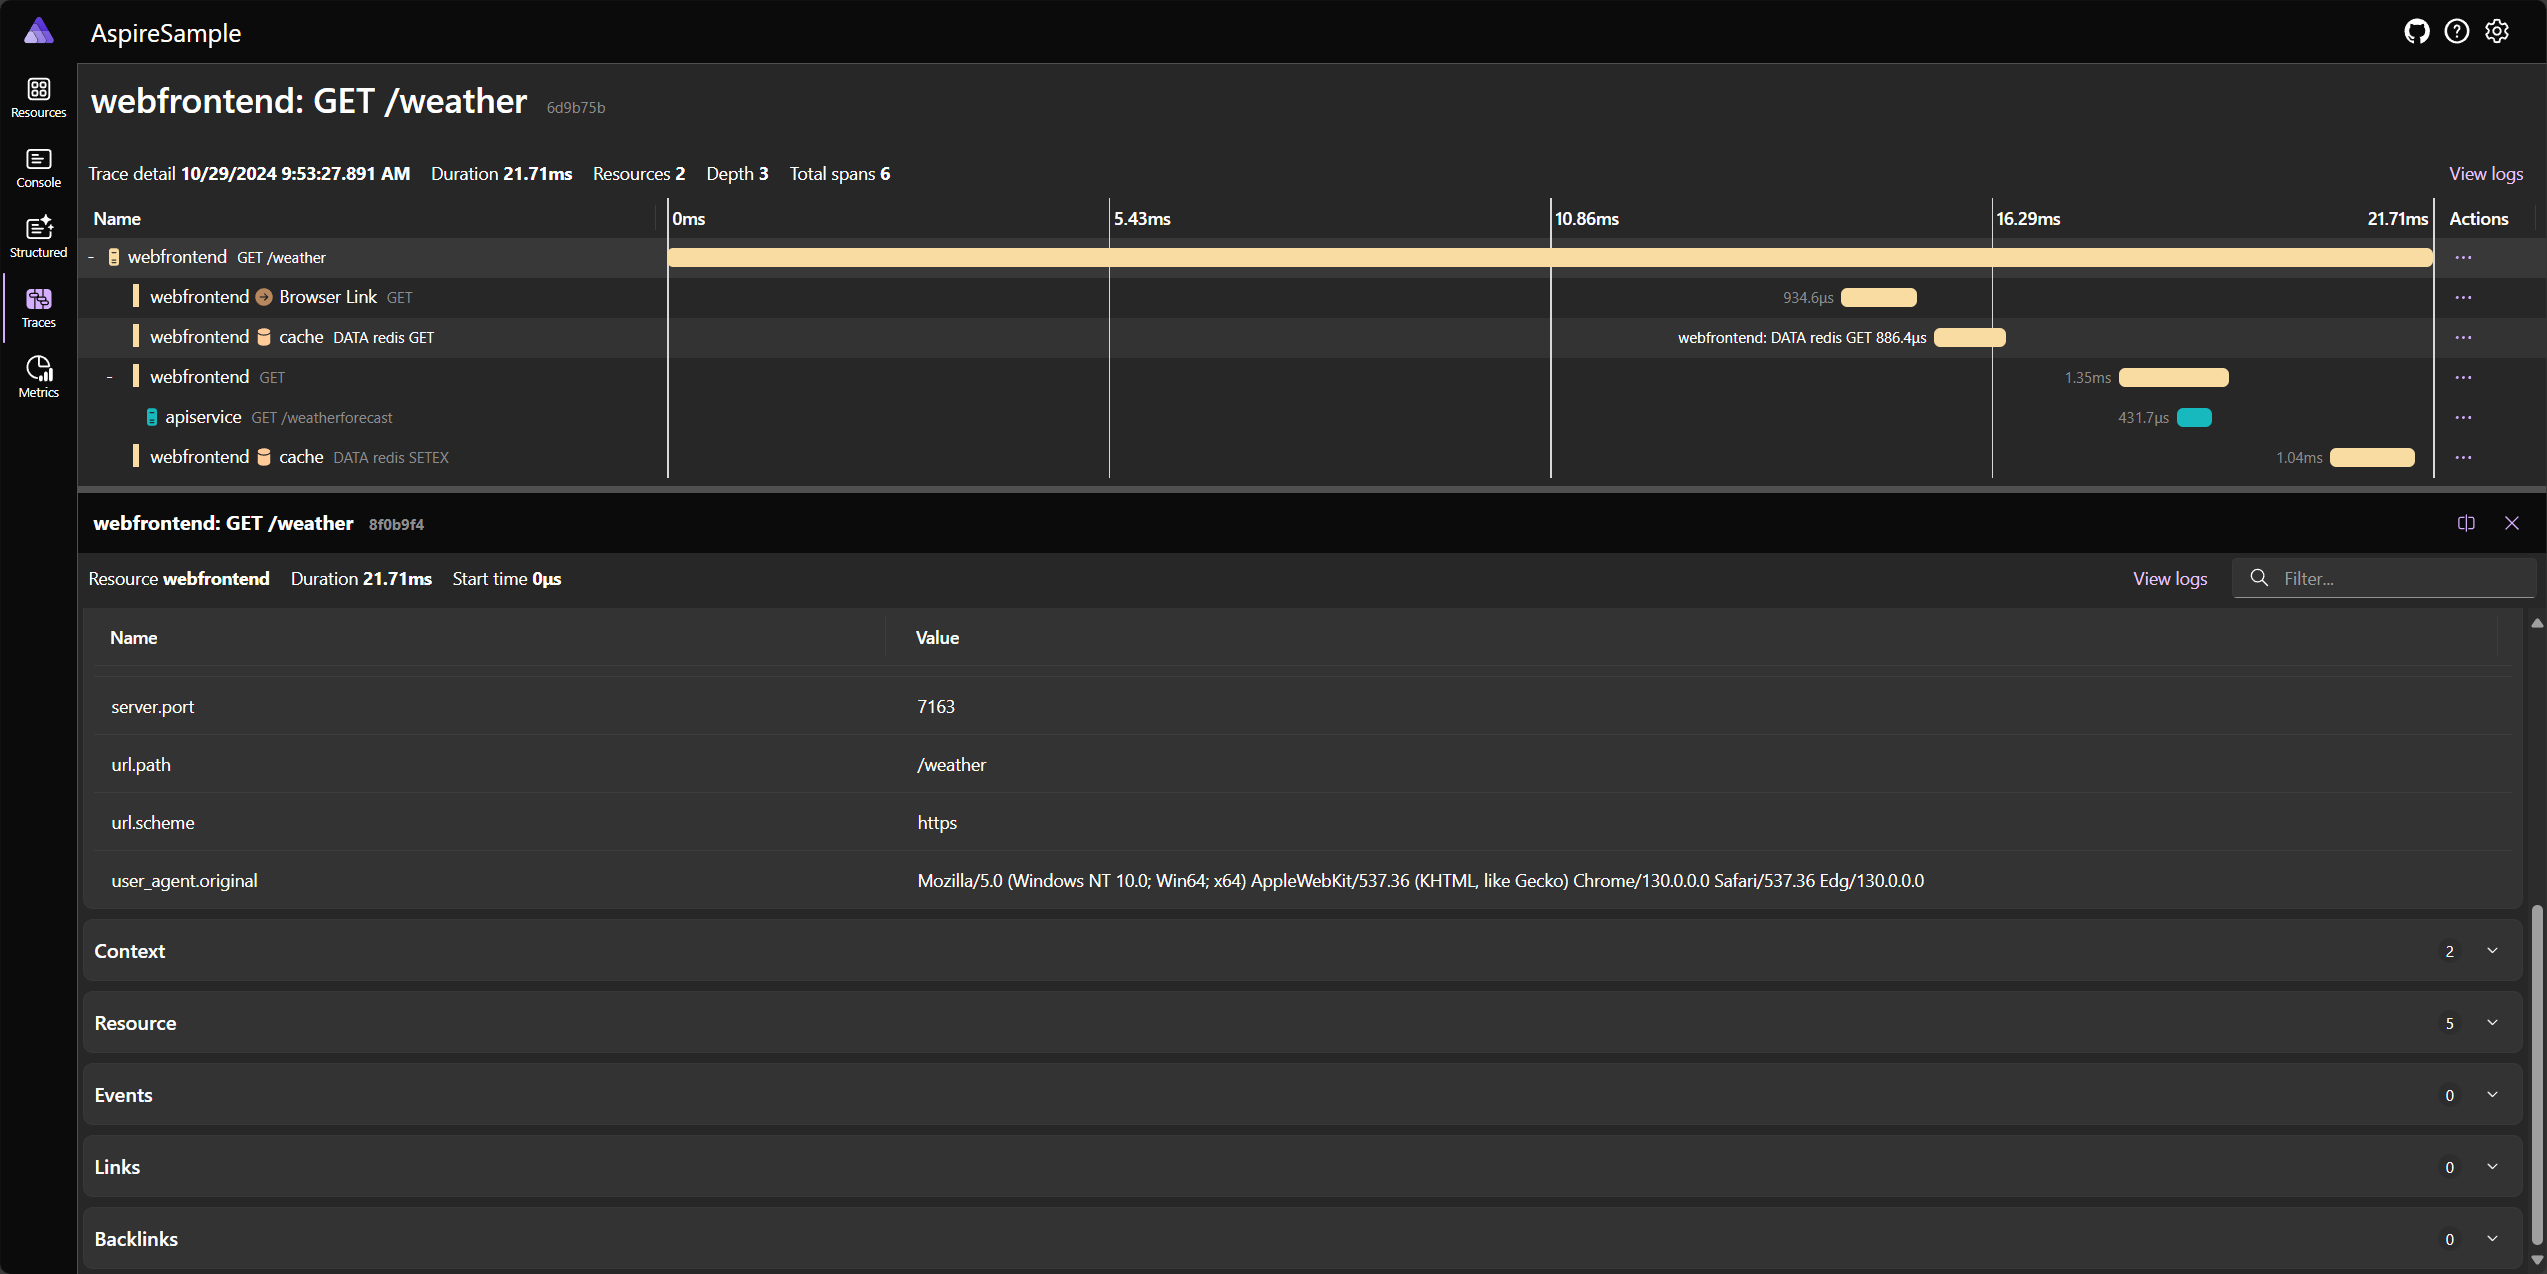 AspireSample
Resources
Console
Structured
Traces
Metrics
webfrontend: GET /weather 6d9b75b
Trace detail 10/29/2024 9:53:27.891 AM Duration 21.71ms Resources 2 Depth 3 Total spans 6 View logs
Name 0ms 5.43ms 10.86ms 16.29ms 21.71ms Actions
- webfrontend GET /weather ...
webfrontend Browser Link GET 934.6µs ...
webfrontend cache DATA redis GET webfrontend: DATA redis GET 886.4µs ...
- webfrontend GET 1.35ms ...
apiservice GET /weatherforecast 431.7µs ...
webfrontend cache DATA redis SETEX 1.04ms ...
webfrontend: GET /weather 8f0b9f4
Resource webfrontend Duration 21.71ms Start time 0µs View logs Filter...
Name Value
server.port 7163
url.path /weather
url.scheme https
user_agent.original Mozilla/5.0 (Windows NT 10.0; Win64; x64) AppleWebKit/537.36 (KHTML, like Gecko) Chrome/130.0.0.0 Safari/537.36 Edg/130.0.0.0
Context 2
Resource 5
Events 0
Links 0
Backlinks 0